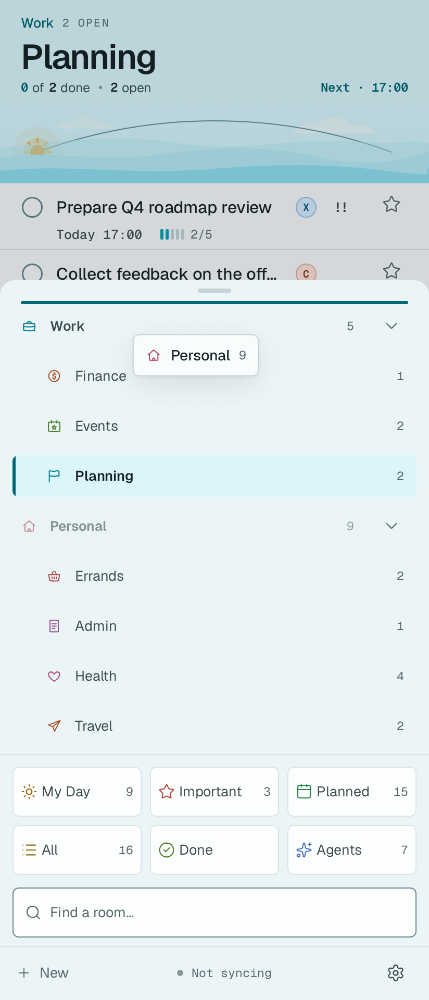 Work 2 OPEN
Planning
0 of 2 done • 2 open
Next · 17:00
Prepare Q4 roadmap review X !!
Today 17:00 2/5
Collect feedback on the off… C
Work 5
Personal 9
Finance 1
Events 2
Planning 2
Personal 9
Errands 2
Admin 1
Health 4
Travel 2
My Day 9
Important 3
Planned 15
All 16
Done
Agents 7
Find a room…
+ New
Not syncing